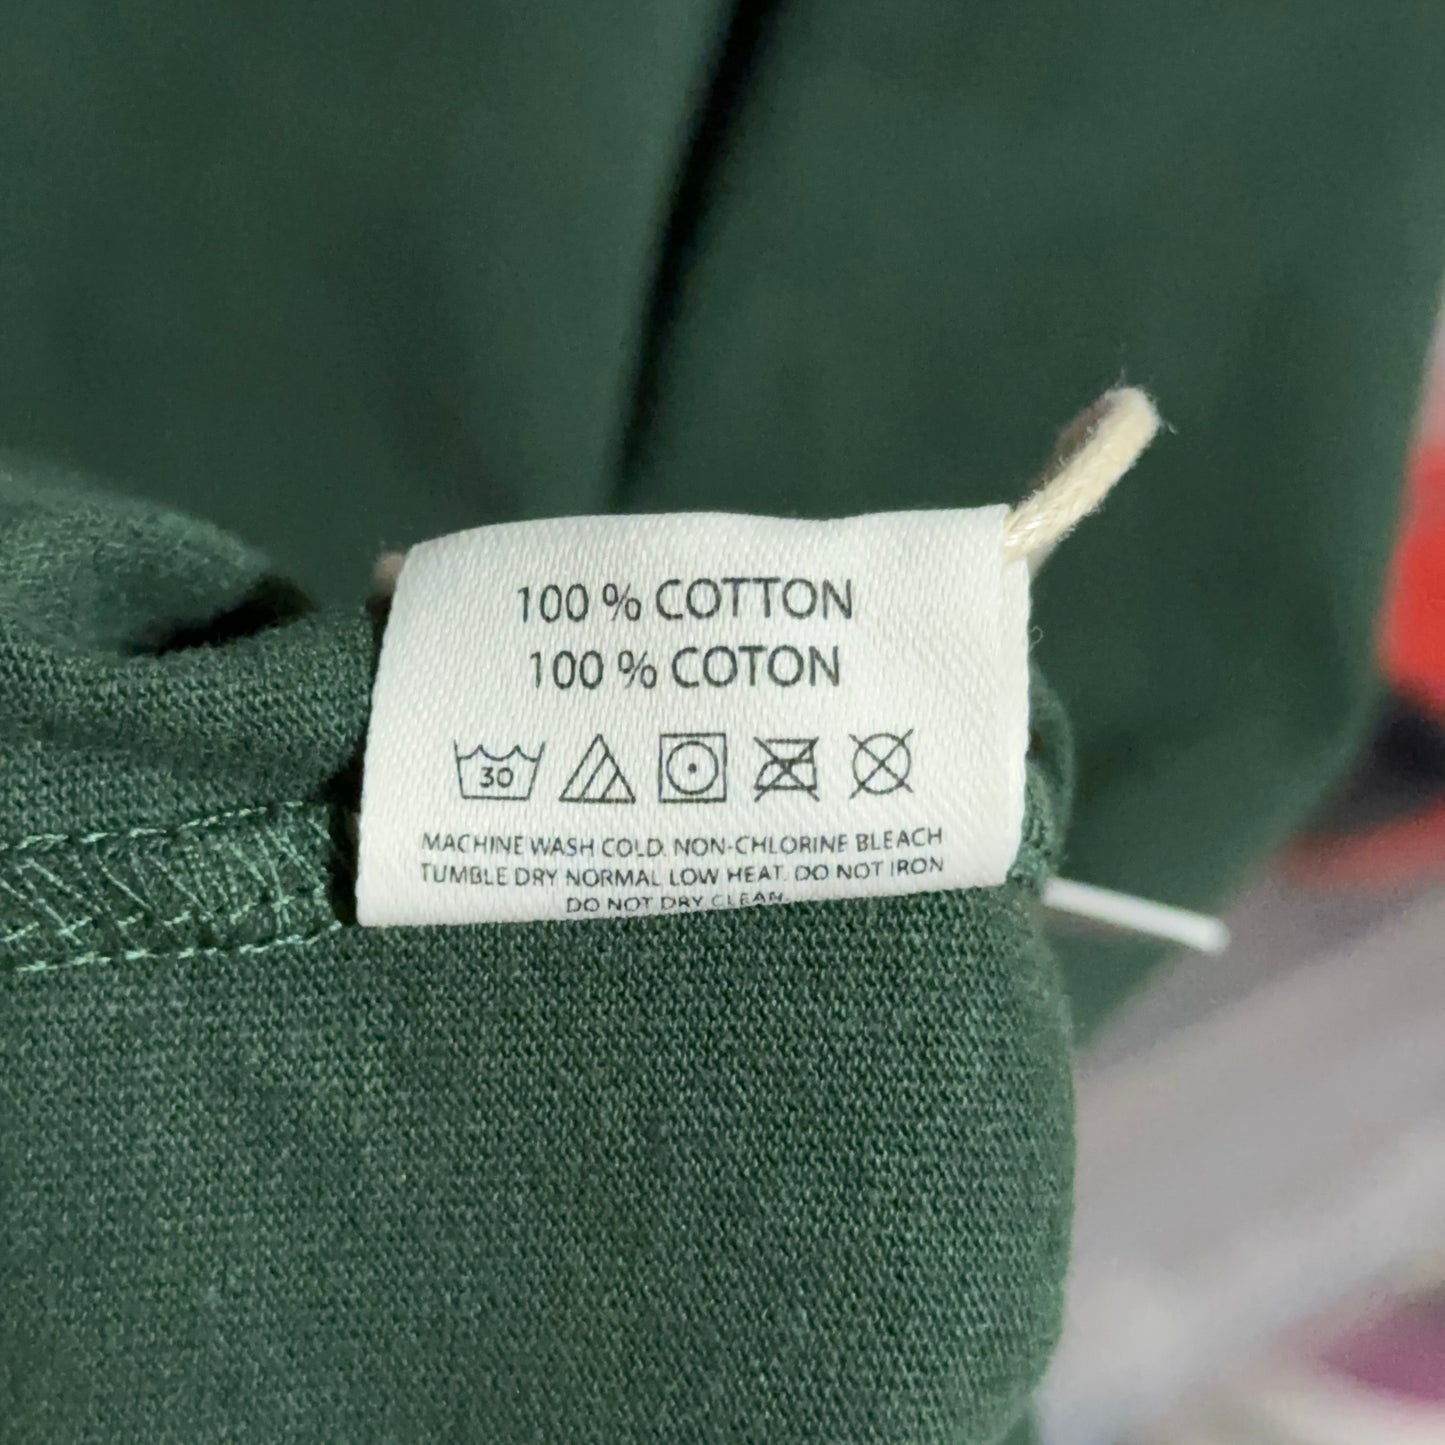 100 % COTTON
100 % COTON
30
MACHINE WASH COLD. NON-CHLORINE BLEACH
TUMBLE DRY NORMAL LOW HEAT. DO NOT IRON
DO NOT DRY CLEAN.